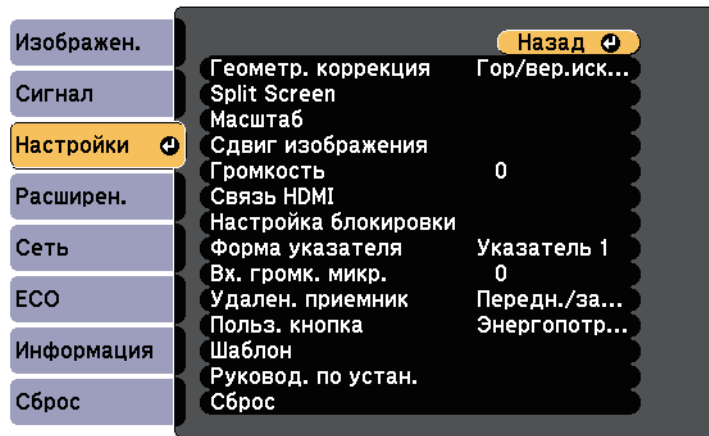 Изображен.
Сигнал
Настройки
Расширен.
Сеть
ECO
Информация
Сброс
Назад
Геометр. коррекция Гор/вер.иск...
Split Screen
Масштаб
Сдвиг изображения
Громкость 0
Связь HDMI
Настройка блокировки
Форма указателя Указатель 1
Вх. громк. микр. 0
Удален. приемник Передн./за...
Польз. кнопка Энергопотр...
Шаблон
Руковод. по устан.
Сброс